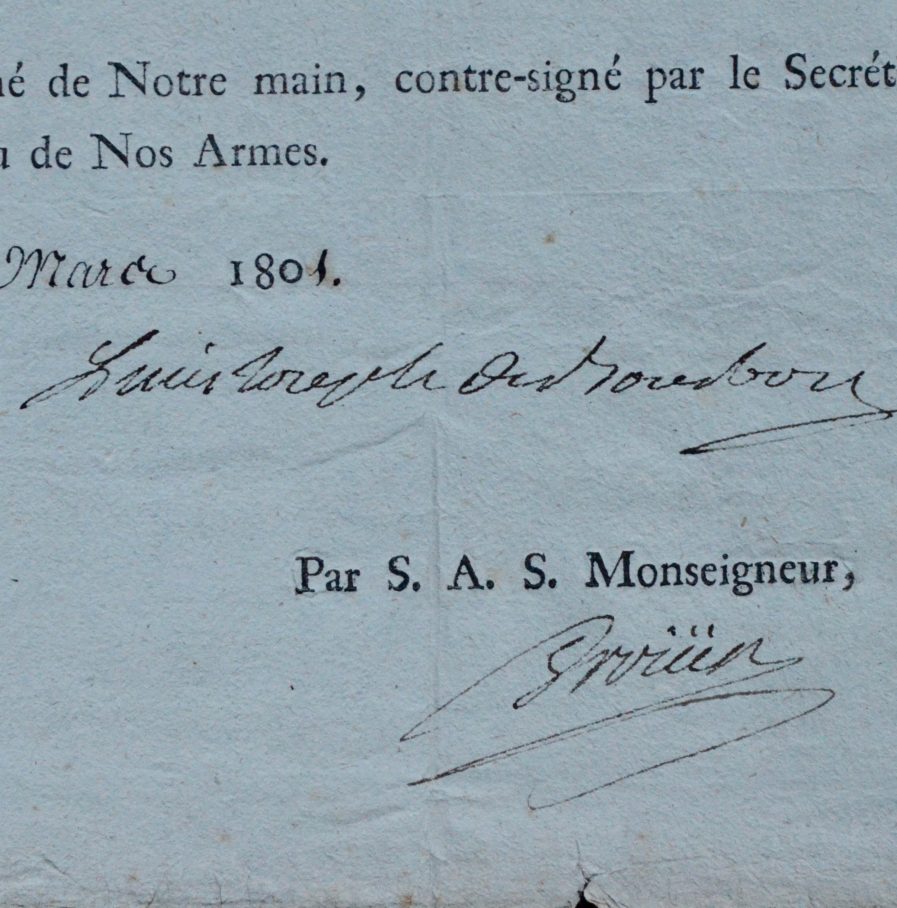 né de Notre main, contre-signé par le Secrét
u de Nos Armes.
Mars 1801.
Louis Joseph de Bourbon
Par S. A. S. Monseigneur,
Drouin